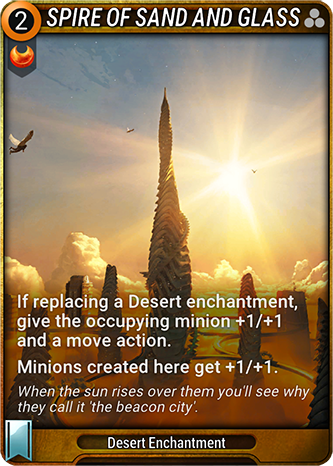 2 SPIRE OF SAND AND GLASS
If replacing a Desert enchantment,
give the occupying minion +1/+1
and a move action.
Minions created here get +1/+1.
When the sun rises over them you'll see why
they call it 'the beacon city'.
Desert Enchantment